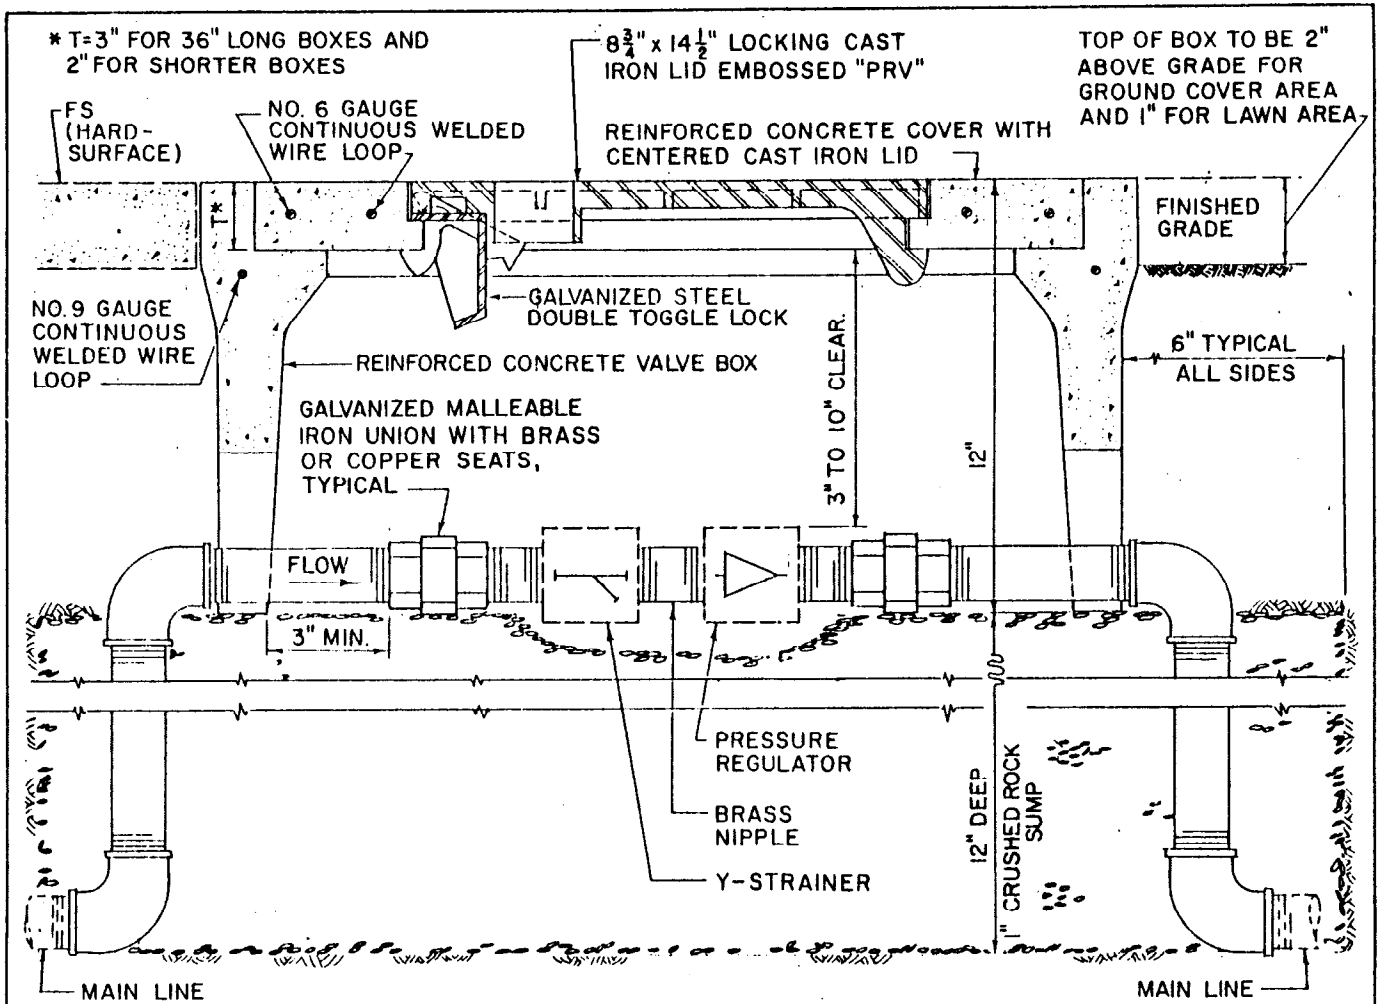 * T=3" FOR 36" LONG BOXES AND
2" FOR SHORTER BOXES
8 3/4" x 14 1/2" LOCKING CAST
IRON LID EMBOSSED "PRV"
TOP OF BOX TO BE 2"
ABOVE GRADE FOR
GROUND COVER AREA
AND 1" FOR LAWN AREA
FS
(HARD-
SURFACE)
NO. 6 GAUGE
CONTINUOUS WELDED
WIRE LOOP
REINFORCED CONCRETE COVER WITH
CENTERED CAST IRON LID
T*
FINISHED
GRADE
NO. 9 GAUGE
CONTINUOUS
WELDED WIRE
LOOP
GALVANIZED STEEL
DOUBLE TOGGLE LOCK
REINFORCED CONCRETE VALVE BOX
6" TYPICAL
ALL SIDES
GALVANIZED MALLEABLE
IRON UNION WITH BRASS
OR COPPER SEATS,
TYPICAL
3" TO 10" CLEAR.
12"
FLOW
3" MIN.
PRESSURE
REGULATOR
BRASS
NIPPLE
Y-STRAINER
12" DEEP
1" CRUSHED ROCK
SUMP
MAIN LINE
MAIN LINE